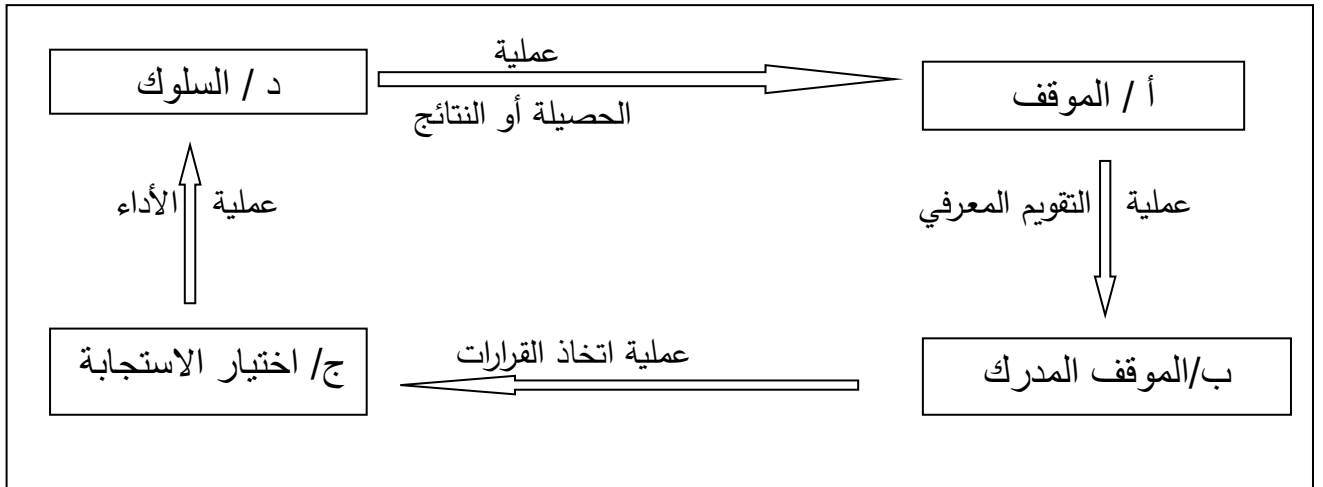 أ / الموقف
عملية
الحصيلة أو النتائج
د / السلوك
عملية التقويم المعرفي
عملية الأداء
ب/الموقف المدرك
عملية اتخاذ القرارات
ج/ اختيار الاستجابة